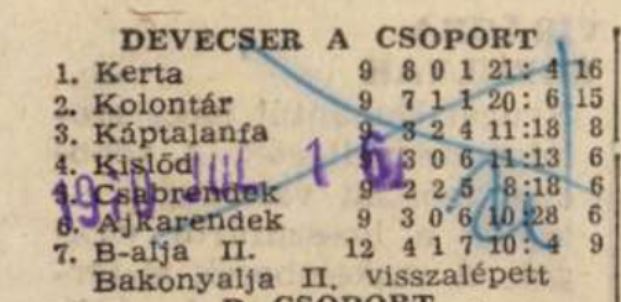 DEVECSER A CSOPORT
1. Kerta 9 8 0 1 21: 4 16
2. Kolontár 9 7 1 1 20: 6 15
3. Káptalanfa 9 3 2 4 11:18 8
4. Kislőd 9 3 0 6 11:13 6
5. Csabrendek 9 2 2 5 8:18 6
6. Ajkarendek 9 3 0 6 10:28 6
7. B-alja II. 12 4 1 7 10: 4 9
Bakonyalja II. visszalépett
CSOPORT